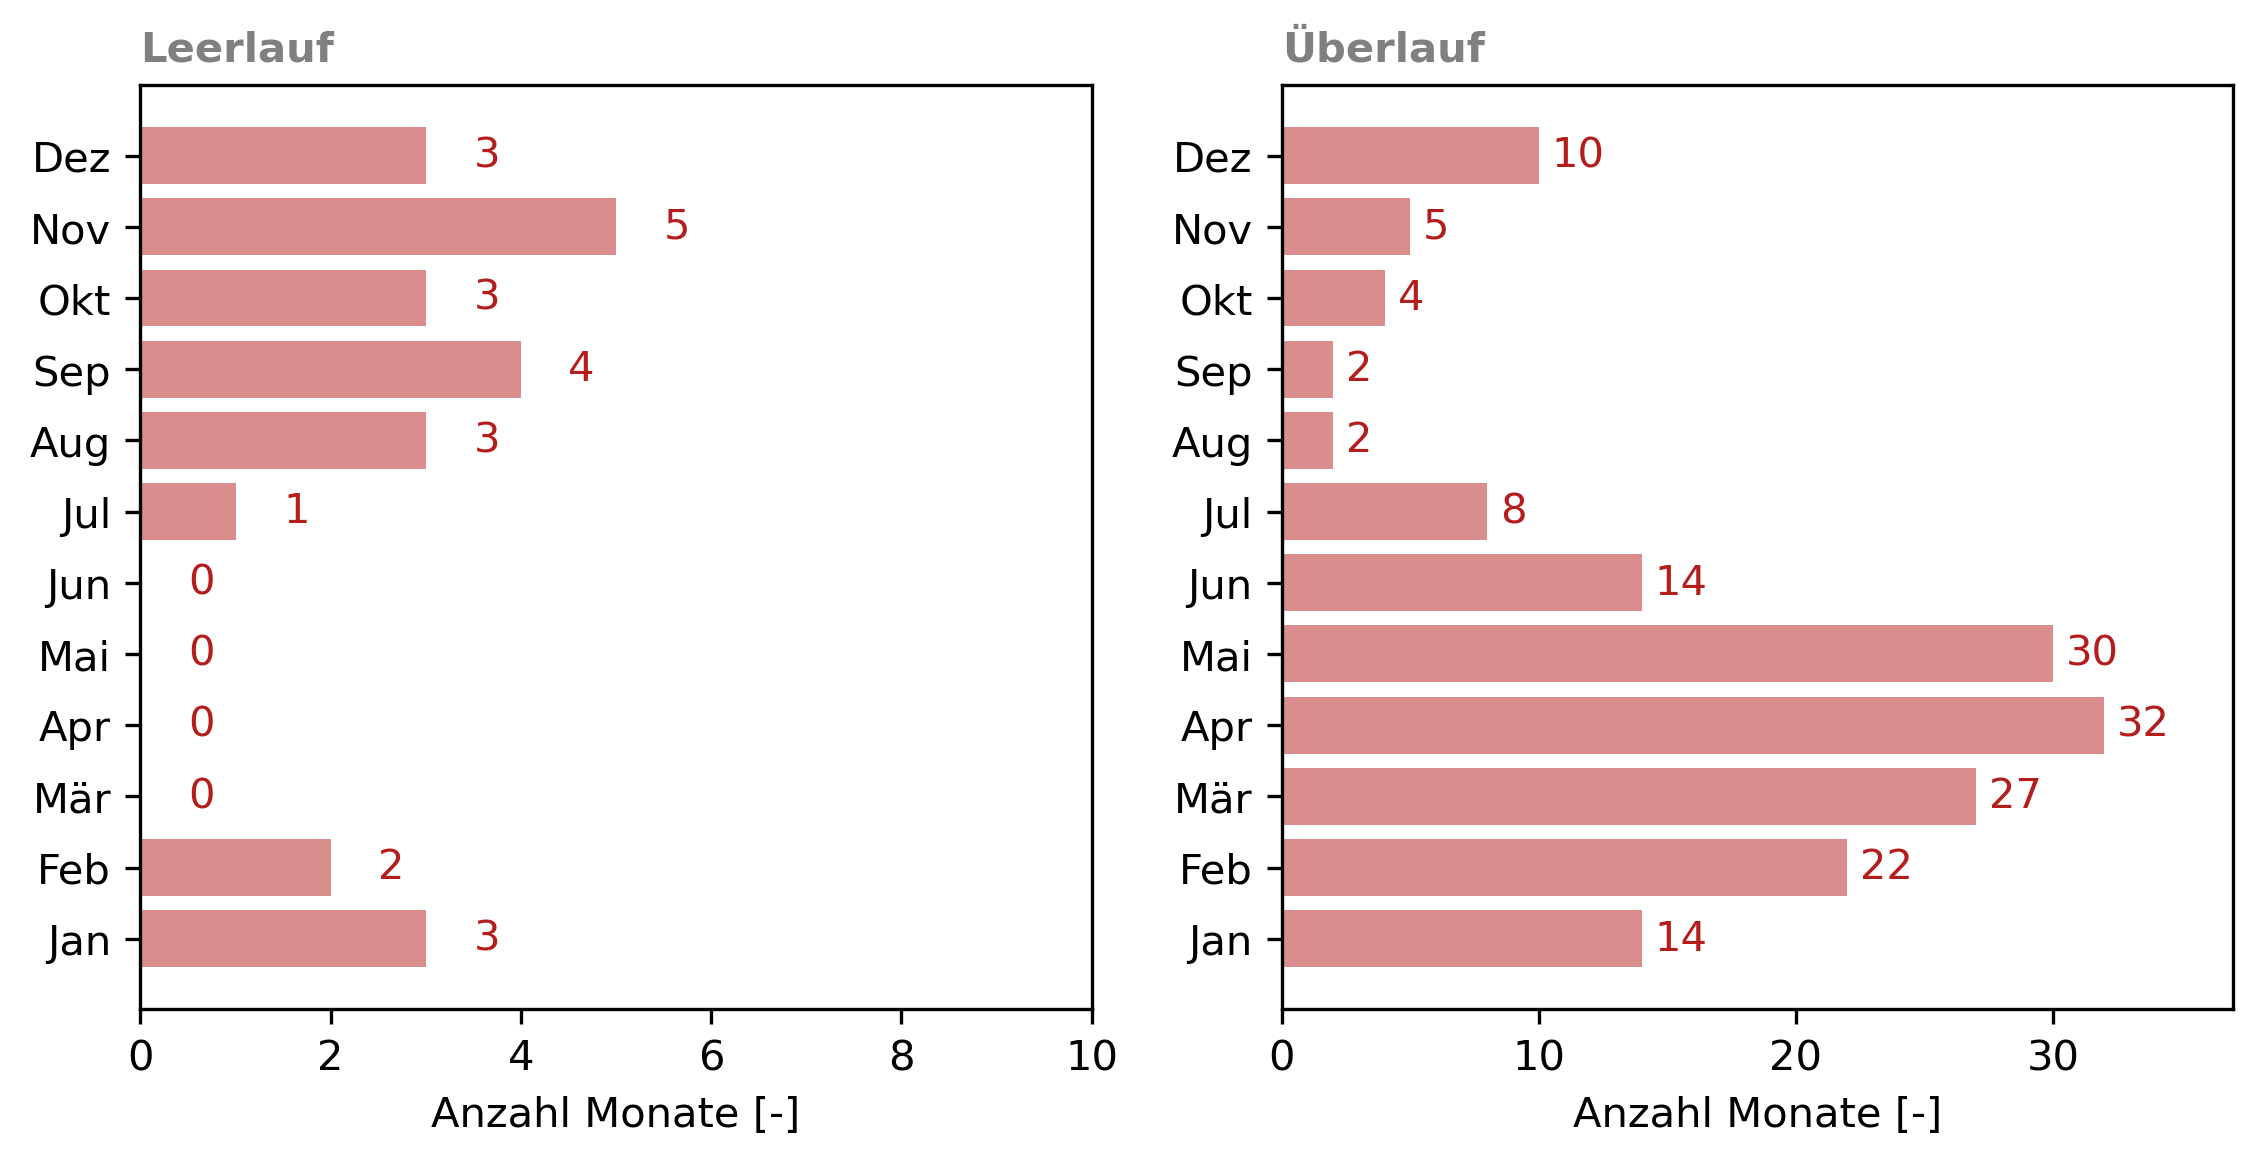 Leerlauf
Dez 3
Nov 5
Okt 3
Sep 4
Aug 3
Jul 1
Jun 0
Mai 0
Apr 0
Mär 0
Feb 2
Jan 3
0 2 4 6 8 10
Anzahl Monate [-]
Überlauf
Dez 10
Nov 5
Okt 4
Sep 2
Aug 2
Jul 8
Jun 14
Mai 30
Apr 32
Mär 27
Feb 22
Jan 14
0 10 20 30
Anzahl Monate [-]